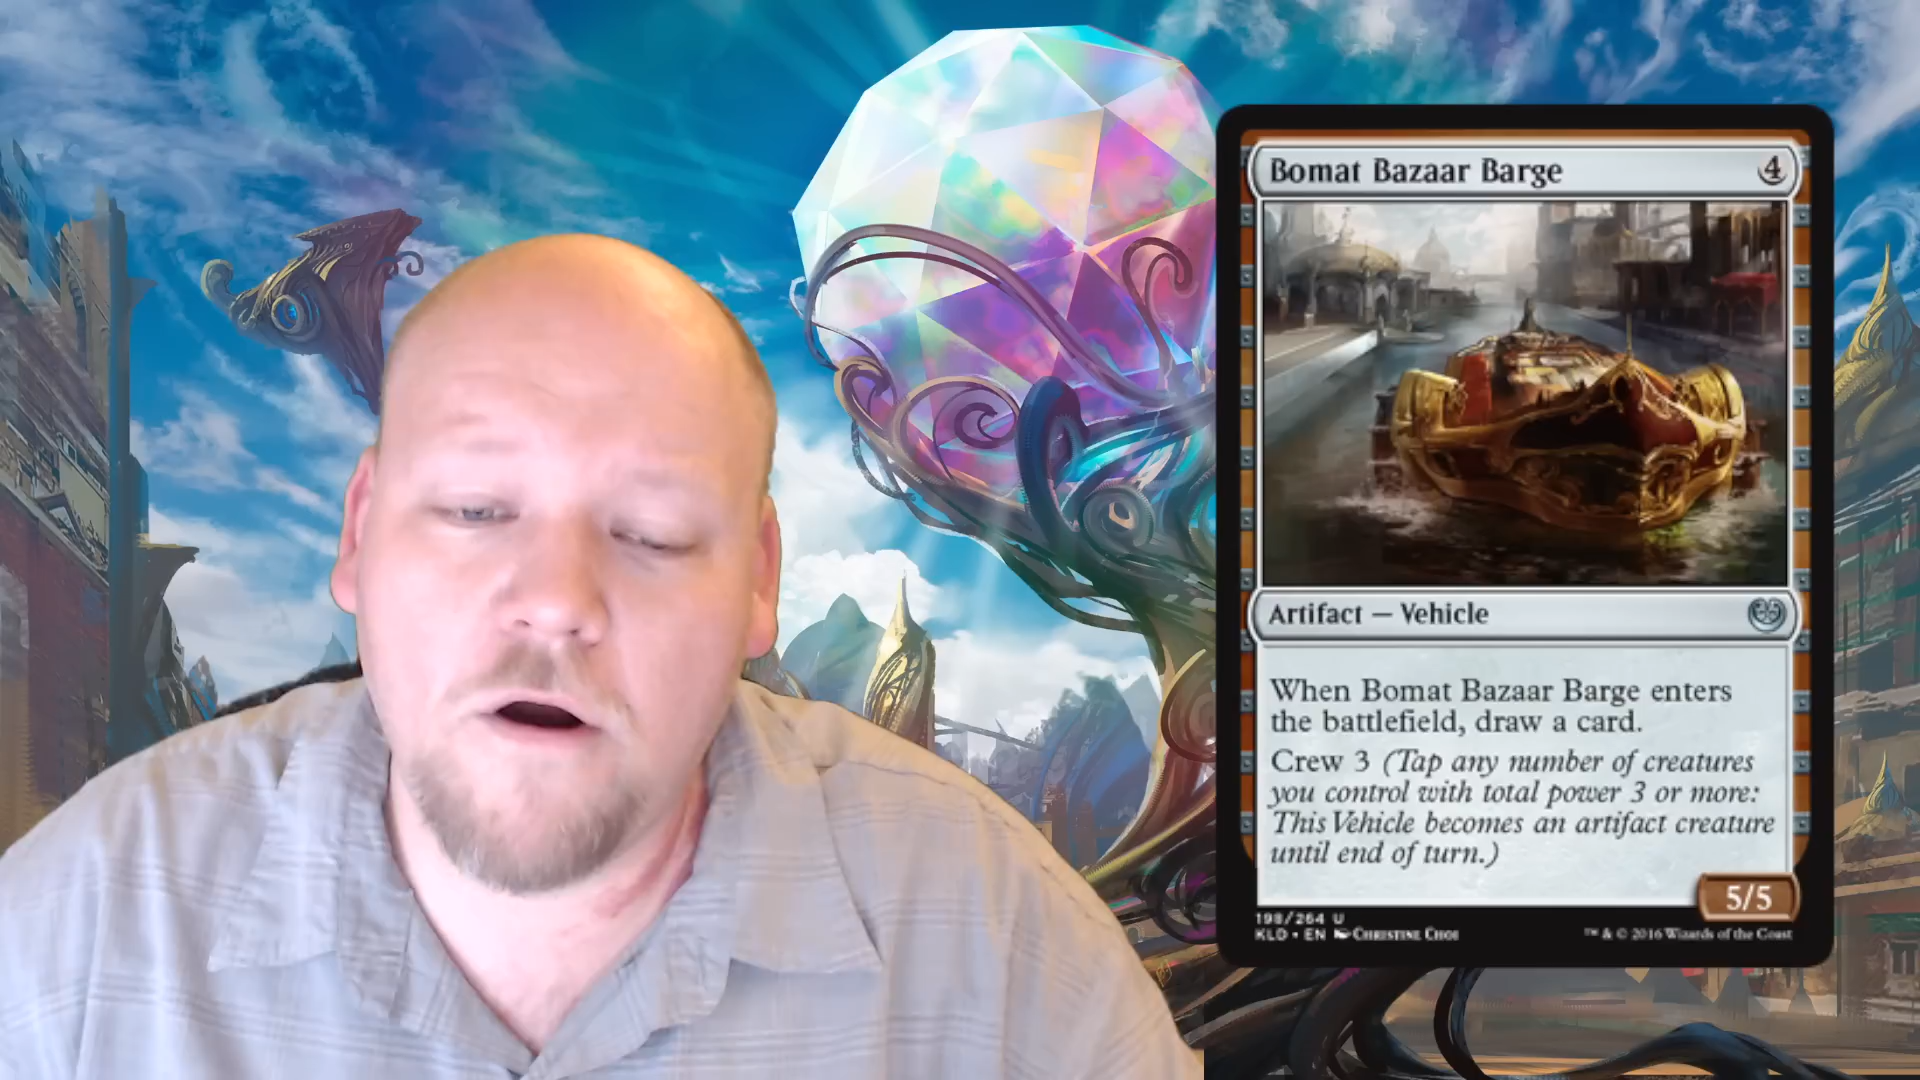 Bomat Bazaar Barge 4
Artifact — Vehicle
When Bomat Bazaar Barge enters
the battlefield, draw a card.
Crew 3 (Tap any number of creatures
you control with total power 3 or more:
This Vehicle becomes an artifact creature
until end of turn.)
5/5
198/264 U
KLD • EN Christine Choi
™ & © 2016 Wizards of the Coast